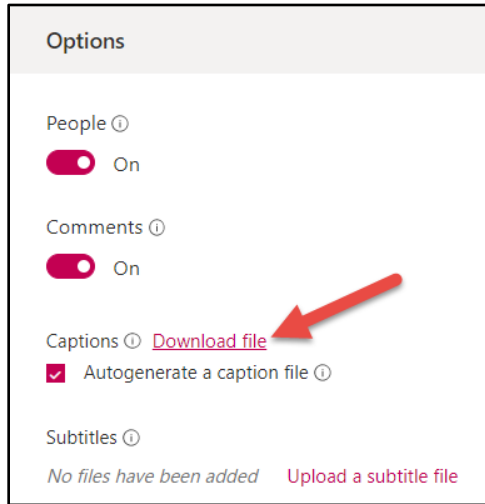 Options
People
On
Comments
On
Captions Download file
Autogenerate a caption file
Subtitles
No files have been added Upload a subtitle file